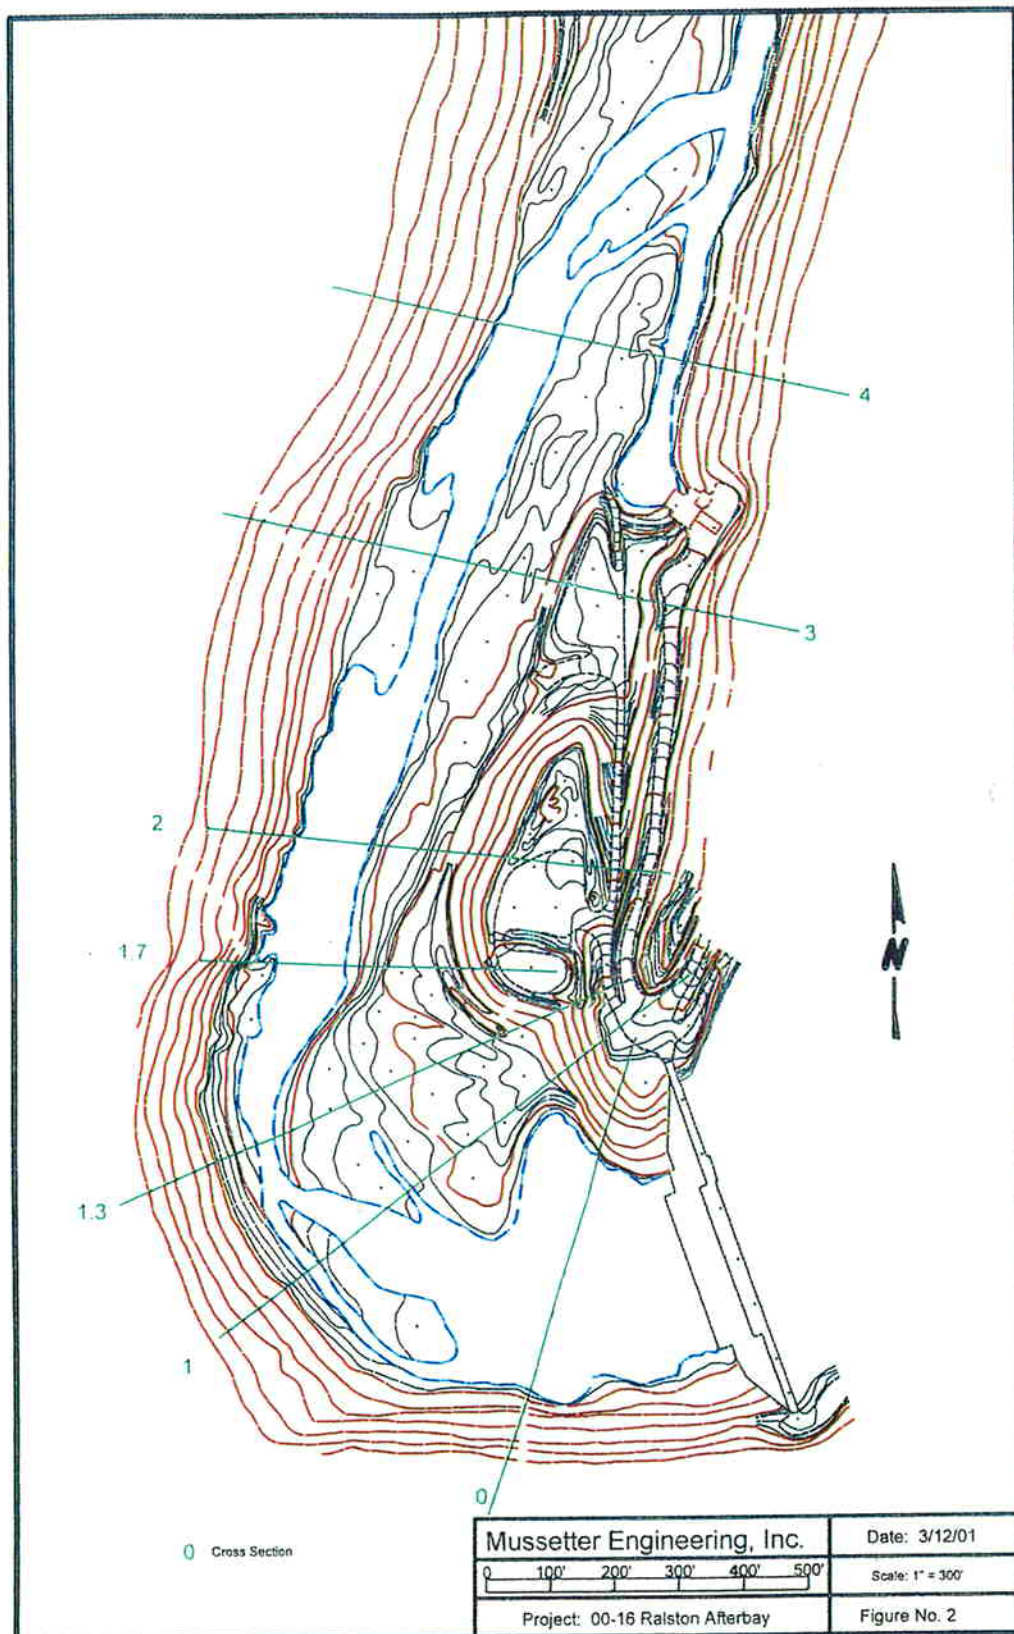 4
3
2
1.7
N
1.3
1
0
0 Cross Section
Mussetter Engineering, Inc.
Date: 3/12/01
0 100' 200' 300' 400' 500'
Scale: 1" = 300'
Project: 00-16 Ralston Afterbay
Figure No. 2